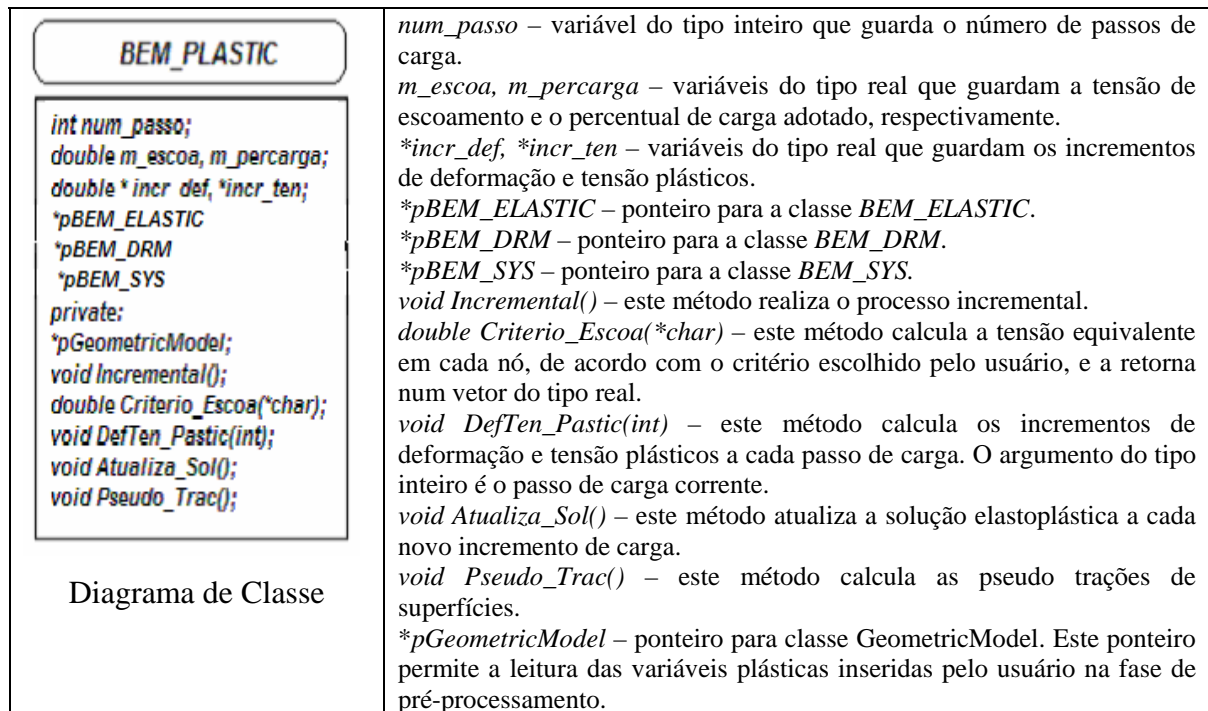 BEM_PLASTIC
int num_passo;
double m_escoa, m_percarga;
double * incr def, *incr_ten;
*pBEM_ELASTIC
*pBEM_DRM
*pBEM_SYS
private:
*pGeometricModel;
void Incremental();
double Criterio_Escoa(*char);
void DefTen_Pastic(int);
void Atualiza_Sol();
void Pseudo_Trac();
Diagrama de Classe
num_passo – variável do tipo inteiro que guarda o número de passos de
carga.
m_escoa, m_percarga – variáveis do tipo real que guardam a tensão de
escoamento e o percentual de carga adotado, respectivamente.
*incr_def, *incr_ten – variáveis do tipo real que guardam os incrementos
de deformação e tensão plásticos.
*pBEM_ELASTIC – ponteiro para a classe BEM_ELASTIC.
*pBEM_DRM – ponteiro para a classe BEM_DRM.
*pBEM_SYS – ponteiro para a classe BEM_SYS.
void Incremental() – este método realiza o processo incremental.
double Criterio_Escoa(*char) – este método calcula a tensão equivalente
em cada nó, de acordo com o critério escolhido pelo usuário, e a retorna
num vetor do tipo real.
void DefTen_Pastic(int) – este método calcula os incrementos de
deformação e tensão plásticos a cada passo de carga. O argumento do tipo
inteiro é o passo de carga corrente.
void Atualiza_Sol() – este método atualiza a solução elastoplástica a cada
novo incremento de carga.
void Pseudo_Trac() – este método calcula as pseudo trações de
superfícies.
*pGeometricModel – ponteiro para classe GeometricModel. Este ponteiro
permite a leitura das variáveis plásticas inseridas pelo usuário na fase de
pré-processamento.